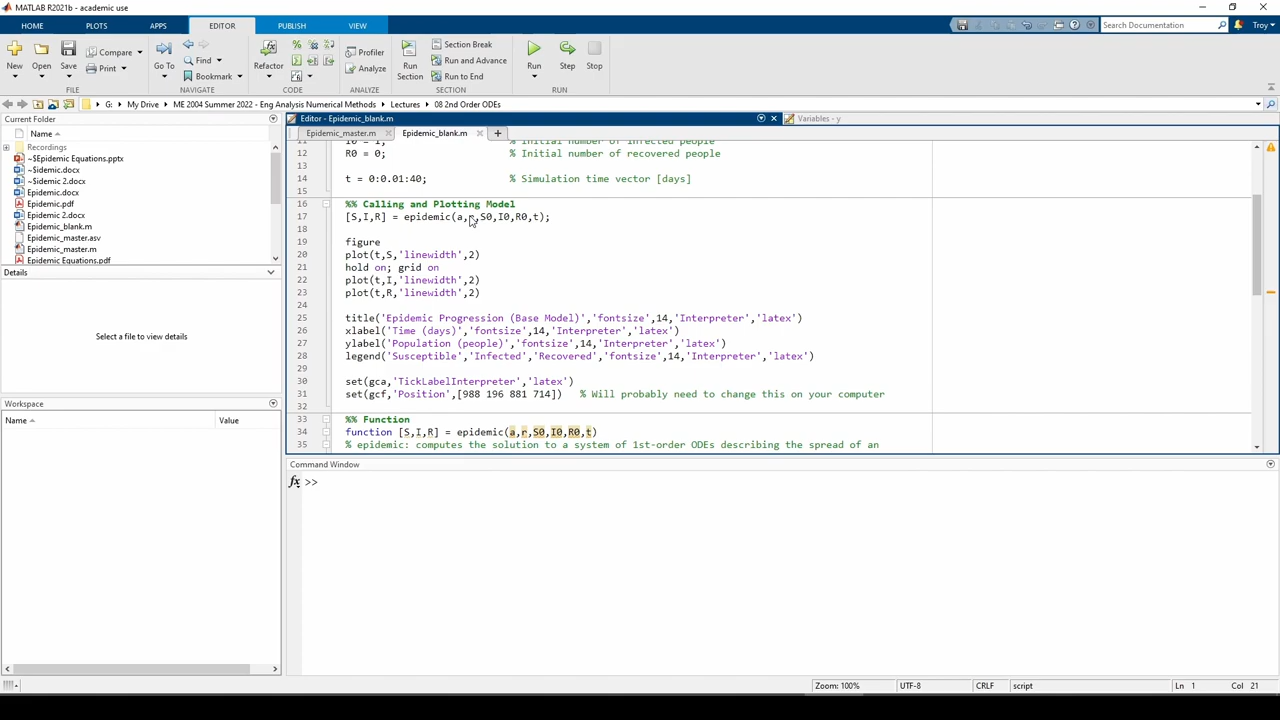 MATLAB R2021b - academic use
HOME PLOTS APPS EDITOR PUBLISH VIEW Search Documentation Troy
New Open Save Compare Print Go To Find Bookmark Refactor Profiler Analyze Run Section Section Break Run and Advance Run to End Run Step Stop
FILE NAVIGATE CODE ANALYZE SECTION RUN
G: My Drive ME 2004 Summer 2022 - Eng Analysis Numerical Methods Lectures 08 2nd Order ODEs
Current Folder
Name
Recordings
~$Epidemic Equations.pptx
~$idemic.docx
~$idemic 2.docx
Epidemic.docx
Epidemic.pdf
Epidemic 2.docx
Epidemic_blank.m
Epidemic_master.asv
Epidemic_master.m
Epidemic Equations.pdf
Details
Select a file to view details
Workspace
Name Value
Editor - Epidemic_blank.m Variables - y
Epidemic_master.m Epidemic_blank.m
11 I0 = 1; % Initial number of infected people
12 R0 = 0; % Initial number of recovered people
13
14 t = 0:0.01:40; % Simulation time vector [days]
15
16 %% Calling and Plotting Model
17 [S,I,R] = epidemic(a,r,S0,I0,R0,t);
18
19 figure
20 plot(t,S,'linewidth',2)
21 hold on; grid on
22 plot(t,I,'linewidth',2)
23 plot(t,R,'linewidth',2)
24
25 title('Epidemic Progression (Base Model)','fontsize',14,'Interpreter','latex')
26 xlabel('Time (days)','fontsize',14,'Interpreter','latex')
27 ylabel('Population (people)','fontsize',14,'Interpreter','latex')
28 legend('Susceptible','Infected','Recovered','fontsize',14,'Interpreter','latex')
29
30 set(gca,'TickLabelInterpreter','latex')
31 set(gcf,'Position',[988 196 881 714]) % Will probably need to change this on your computer
32
33 %% Function
34 function [S,I,R] = epidemic(a,r,S0,I0,R0,t)
35 % epidemic: computes the solution to a system of 1st-order ODEs describing the spread of an
Command Window
fx >>
Zoom: 100% UTF-8 CRLF script Ln 1 Col 21